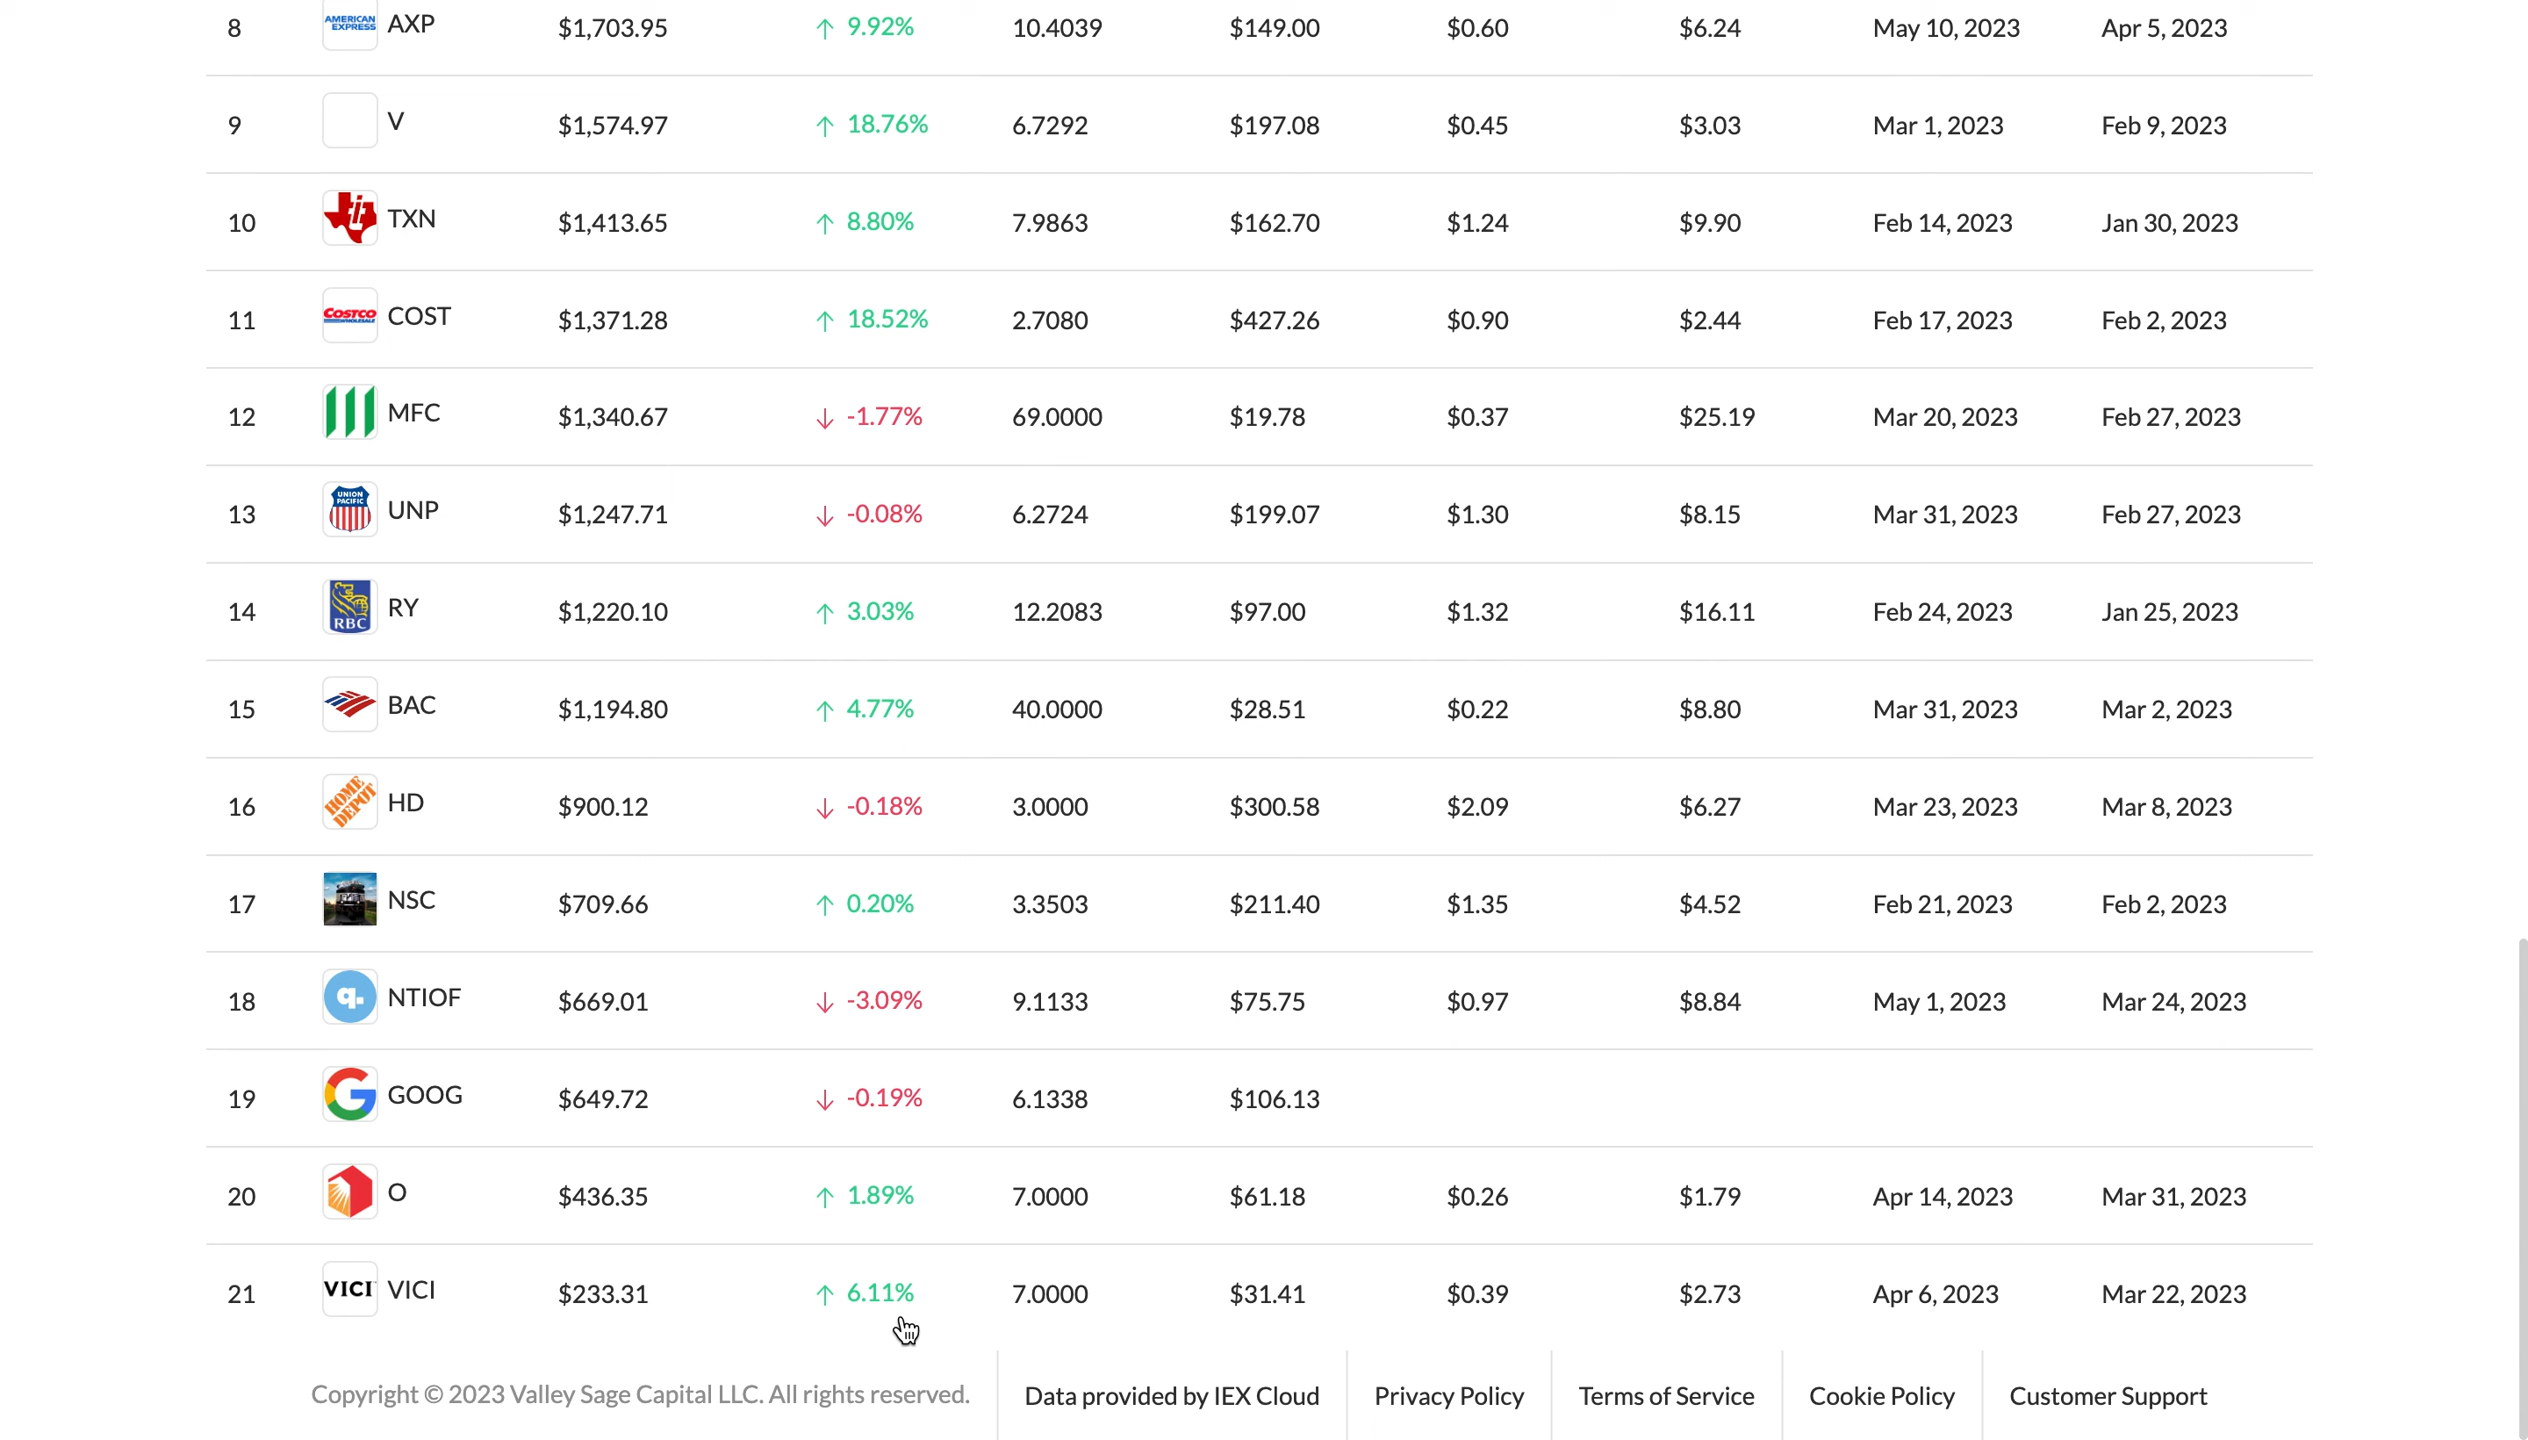 8 AMERICAN EXPRESS AXP $1,703.95 ↑ 9.92% 10.4039 $149.00 $0.60 $6.24 May 10, 2023 Apr 5, 2023
9 V $1,574.97 ↑ 18.76% 6.7292 $197.08 $0.45 $3.03 Mar 1, 2023 Feb 9, 2023
10 TXN $1,413.65 ↑ 8.80% 7.9863 $162.70 $1.24 $9.90 Feb 14, 2023 Jan 30, 2023
11 COSTCO WHOLESALE COST $1,371.28 ↑ 18.52% 2.7080 $427.26 $0.90 $2.44 Feb 17, 2023 Feb 2, 2023
12 MFC $1,340.67 ↓ -1.77% 69.0000 $19.78 $0.37 $25.19 Mar 20, 2023 Feb 27, 2023
13 UNION PACIFIC UNP $1,247.71 ↓ -0.08% 6.2724 $199.07 $1.30 $8.15 Mar 31, 2023 Feb 27, 2023
14 RBC RY $1,220.10 ↑ 3.03% 12.2083 $97.00 $1.32 $16.11 Feb 24, 2023 Jan 25, 2023
15 BAC $1,194.80 ↑ 4.77% 40.0000 $28.51 $0.22 $8.80 Mar 31, 2023 Mar 2, 2023
16 HOME DEPOT HD $900.12 ↓ -0.18% 3.0000 $300.58 $2.09 $6.27 Mar 23, 2023 Mar 8, 2023
17 NSC $709.66 ↑ 0.20% 3.3503 $211.40 $1.35 $4.52 Feb 21, 2023 Feb 2, 2023
18 q. NTIOF $669.01 ↓ -3.09% 9.1133 $75.75 $0.97 $8.84 May 1, 2023 Mar 24, 2023
19 G GOOG $649.72 ↓ -0.19% 6.1338 $106.13
20 O $436.35 ↑ 1.89% 7.0000 $61.18 $0.26 $1.79 Apr 14, 2023 Mar 31, 2023
21 VICI VICI $233.31 ↑ 6.11% 7.0000 $31.41 $0.39 $2.73 Apr 6, 2023 Mar 22, 2023
Copyright © 2023 Valley Sage Capital LLC. All rights reserved. Data provided by IEX Cloud Privacy Policy Terms of Service Cookie Policy Customer Support